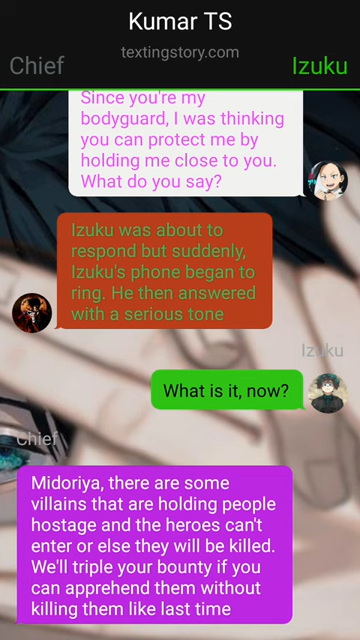 Kumar TS
textingstory.com
Chief
Izuku
Since you're my
bodyguard, I was thinking
you can protect me by
holding me close to you.
What do you say?
Izuku was about to
respond but suddenly,
Izuku's phone began to
ring. He then answered
with a serious tone
Izuku
What is it, now?
Chief
Midoriya, there are some
villains that are holding people
hostage and the heroes can't
enter or else they will be killed.
We'll triple your bounty if you
can apprehend them without
killing them like last time